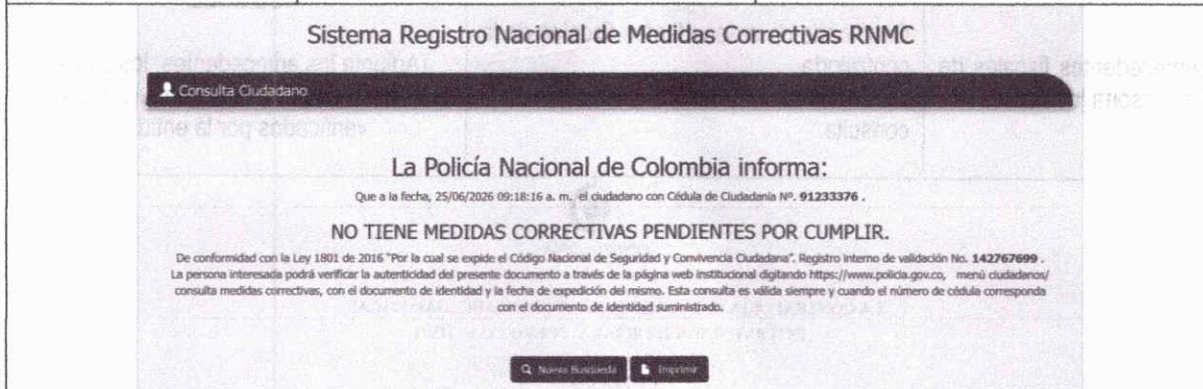 Sistema Registro Nacional de Medidas Correctivas RNMC
Consulta Ciudadano
La Policía Nacional de Colombia informa:
Que a la fecha, 25/06/2026 09:18:16 a. m. el ciudadano con Cédula de Ciudadanía Nº. 91233376 .
NO TIENE MEDIDAS CORRECTIVAS PENDIENTES POR CUMPLIR.
De conformidad con la Ley 1801 de 2016 "Por la cual se expide el Código Nacional de Seguridad y Convivencia Ciudadana". Registro interno de validación No. 142767699 .
La persona interesada podrá verificar la autenticidad del presente documento a través de la página web institucional digitando https://www.policia.gov.co, menú ciudadanos/
consulta medidas correctivas, con el documento de identidad y la fecha de expedición del mismo. Esta consulta es válida siempre y cuando el número de cédula corresponda
con el documento de identidad suministrado.
Nueva Busqueda Imprimir